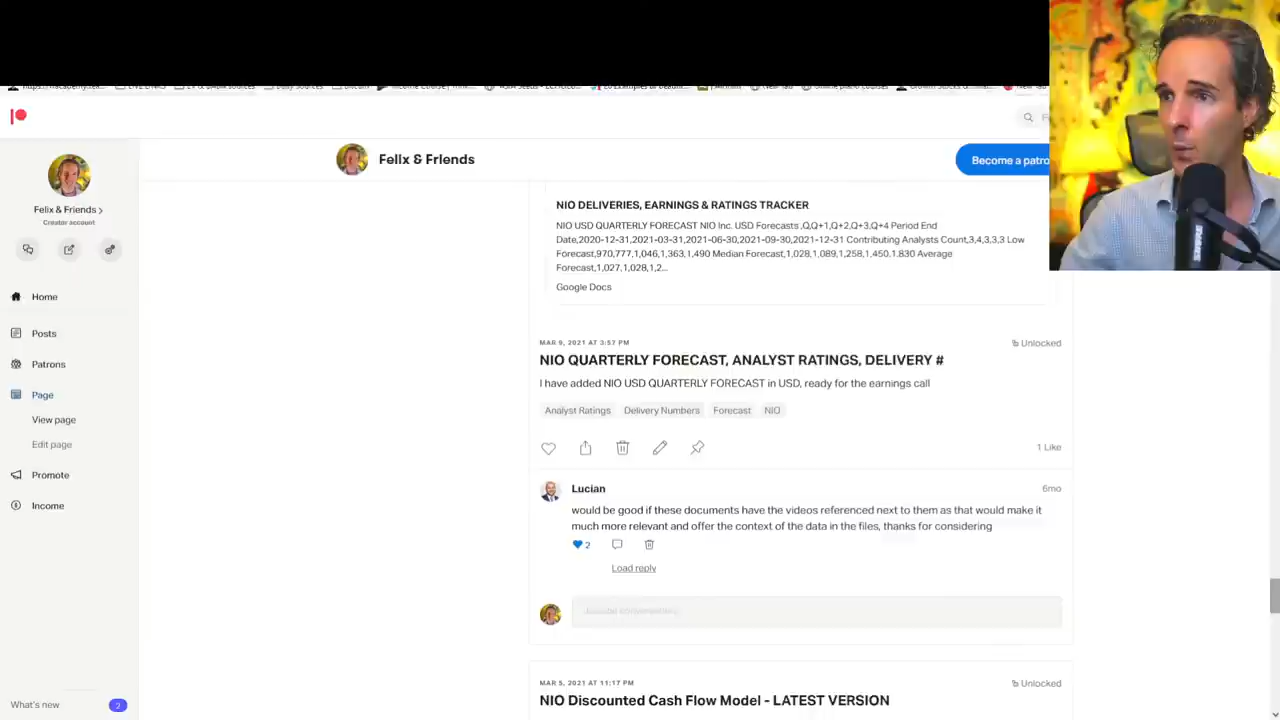 Felix & Friends
Become a patro
Felix & Friends
Creator account
Home
Posts
Patrons
Page
View page
Edit page
Promote
Income
What's new
2
NIO DELIVERIES, EARNINGS & RATINGS TRACKER
NIO USD QUARTERLY FORECAST NIO Inc. USD Forecasts ,Q,Q+1,Q+2,Q+3,Q+4 Period End
Date,2020-12-31,2021-03-31,2021-06-30,2021-09-30,2021-12-31 Contributing Analysts Count,3,4,3,3,3 Low
Forecast,970,777,1,046,1,363,1,490 Median Forecast,1,028,1,089,1,258,1,450,1,830 Average
Forecast,1,027,1,028,1,2...
Google Docs
MAR 9, 2021 AT 3:57 PM
Unlocked
NIO QUARTERLY FORECAST, ANALYST RATINGS, DELIVERY #
I have added NIO USD QUARTERLY FORECAST in USD, ready for the earnings call
Analyst Ratings
Delivery Numbers
Forecast
NIO
1 Like
Lucian
6mo
would be good if these documents have the videos referenced next to them as that would make it
much more relevant and offer the context of the data in the files, thanks for considering
2
Load reply
MAR 5, 2021 AT 11:17 PM
Unlocked
NIO Discounted Cash Flow Model - LATEST VERSION